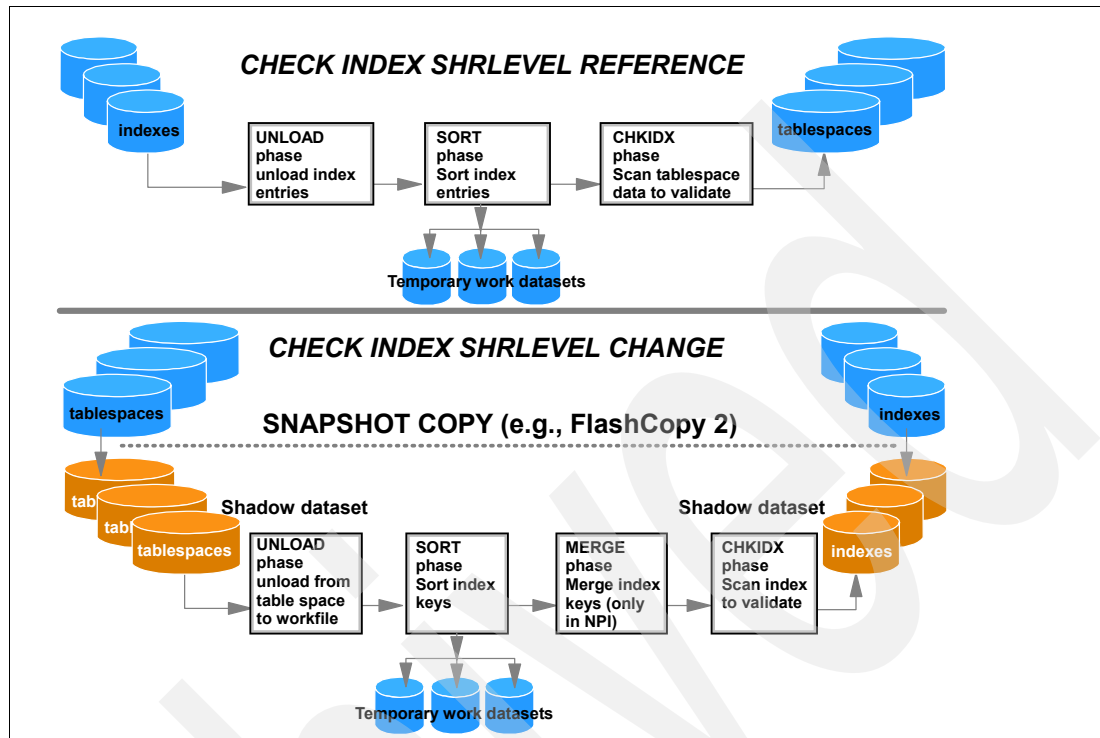 CHECK INDEX SHRLEVEL REFERENCE
indexes
UNLOAD
phase
unload index
entries
SORT
phase
Sort index
entries
CHKIDX
phase
Scan tablespace
data to validate
tablespaces
Temporary work datasets
CHECK INDEX SHRLEVEL CHANGE
tablespaces
SNAPSHOT COPY (e.g., FlashCopy 2)
indexes
tabl
tabl
tablespaces
Shadow dataset
UNLOAD
phase
unload from
table space
to workfile
SORT
phase
Sort index
keys
MERGE
phase
Merge index
keys (only
in NPI)
Shadow dataset
CHKIDX
phase
Scan index
to validate
indexes
Temporary work datasets